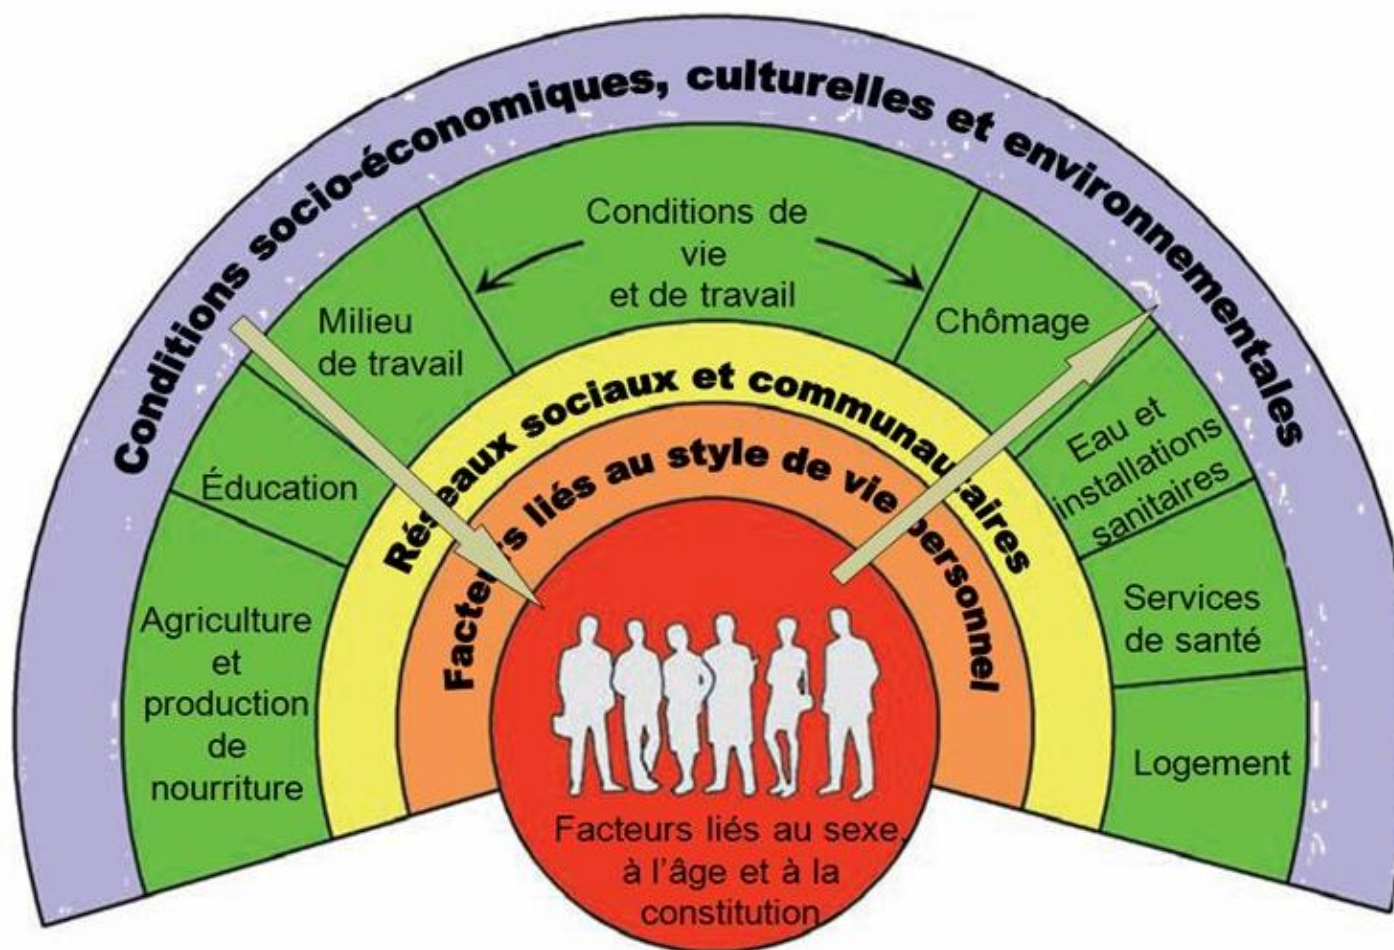 Conditions socio-économiques, culturelles et environnementales
Conditions de
vie
et de travail
Milieu
de travail
Chômage
Éducation
Eau et
installations
sanitaires
Agriculture
et
production
de
nourriture
Services
de santé
Logement
Réseaux sociaux et communautaires
Facteurs liés au style de vie personnel
Facteurs liés au sexe,
à l'âge et à la
constitution